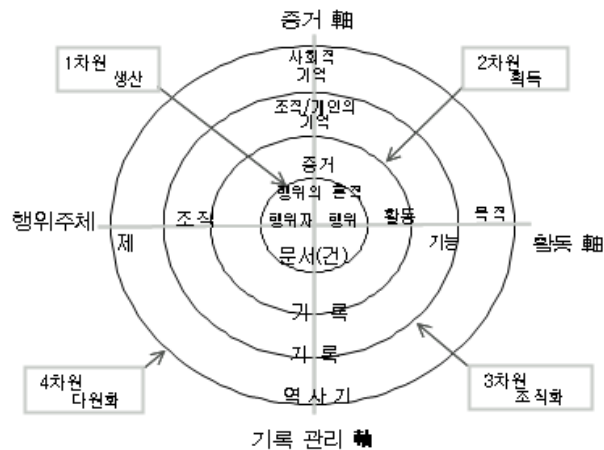 증거 軸
1차원
생산
2차원
획득
사회적
기억
조직/개인의
기억
증거
행위의 흔적
행위주체
제
조직
행위자 행위
활동
기능
목적
활동 軸
문서(건)
기 록
기 록
역 사 기
4차원
다원화
3차원
조직화
기록 관리 軸